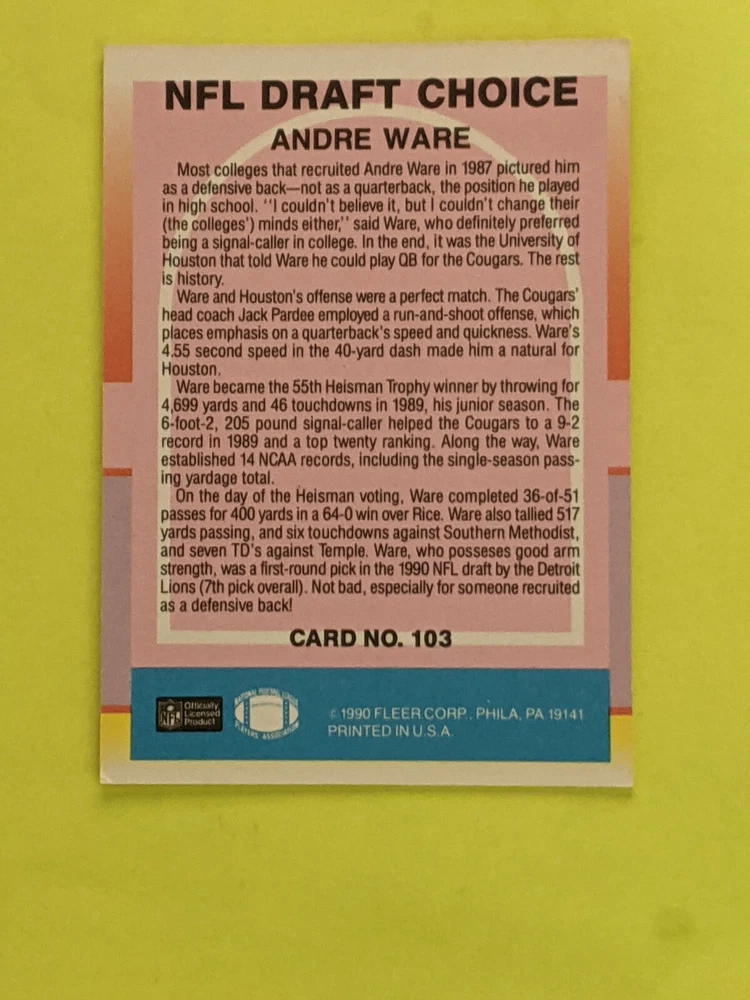 NFL DRAFT CHOICE
ANDRE WARE
Most colleges that recruited Andre Ware in 1987 pictured him
as a defensive back—not as a quarterback, the position he played
in high school. "I couldn't believe it, but I couldn't change their
(the colleges') minds either," said Ware, who definitely preferred
being a signal-caller in college. In the end, it was the University of
Houston that told Ware he could play QB for the Cougars. The rest
is history.
Ware and Houston's offense were a perfect match. The Cougars'
head coach Jack Pardee employed a run-and-shoot offense, which
places emphasis on a quarterback's speed and quickness. Ware's
4.55 second speed in the 40-yard dash made him a natural for
Houston.
Ware became the 55th Heisman Trophy winner by throwing for
4,699 yards and 46 touchdowns in 1989, his junior season. The
6-foot-2, 205 pound signal-caller helped the Cougars to a 9-2
record in 1989 and a top twenty ranking. Along the way, Ware
established 14 NCAA records, including the single-season pass-
ing yardage total.
On the day of the Heisman voting, Ware completed 36-of-51
passes for 400 yards in a 64-0 win over Rice. Ware also tallied 517
yards passing, and six touchdowns against Southern Methodist,
and seven TD's against Temple. Ware, who posseses good arm
strength, was a first-round pick in the 1990 NFL draft by the Detroit
Lions (7th pick overall). Not bad, especially for someone recruited
as a defensive back!
CARD NO. 103
NFL
Officially
Licensed
Product
NATIONAL FOOTBALL LEAGUE
PLAYERS ASSOCIATION
© 1990 FLEER CORP., PHILA, PA 19141
PRINTED IN U.S.A.